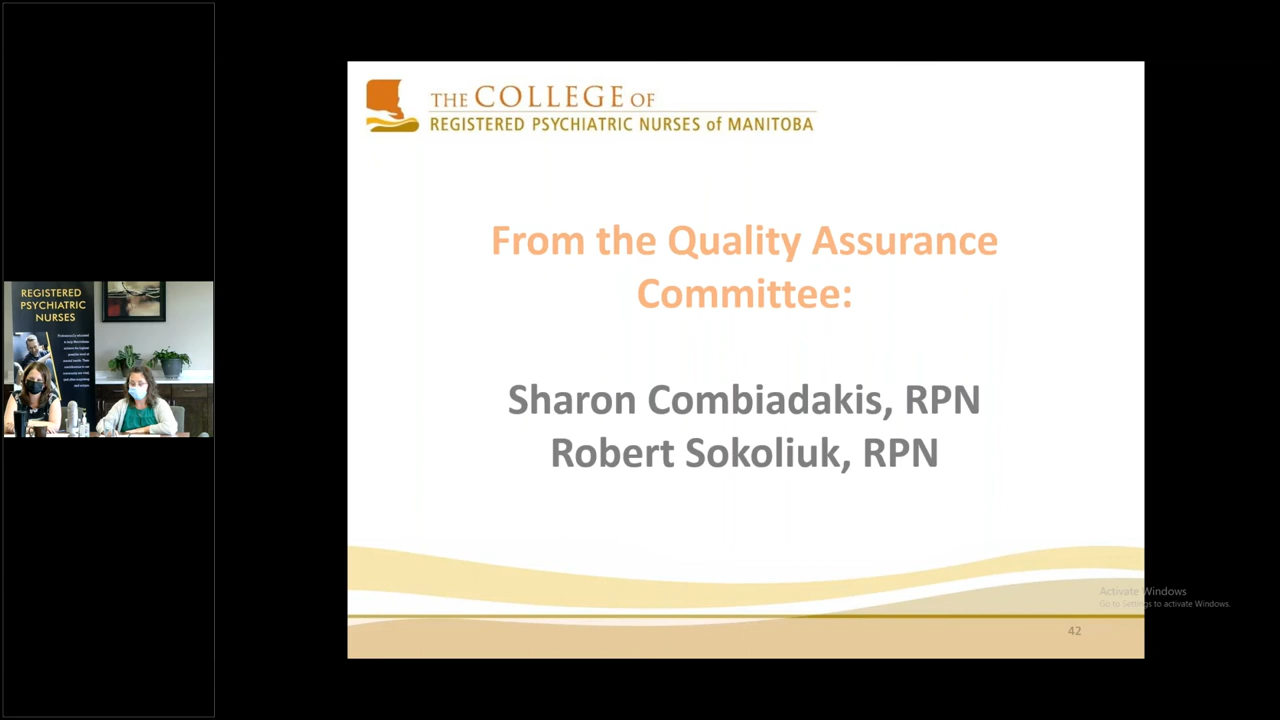 REGISTERED
PSYCHIATRIC
NURSES
THE COLLEGE OF
REGISTERED PSYCHIATRIC NURSES of MANITOBA
From the Quality Assurance
Committee:
Sharon Combiadakis, RPN
Robert Sokoliuk, RPN
Activate Windows
Go to Settings to activate Windows.
42